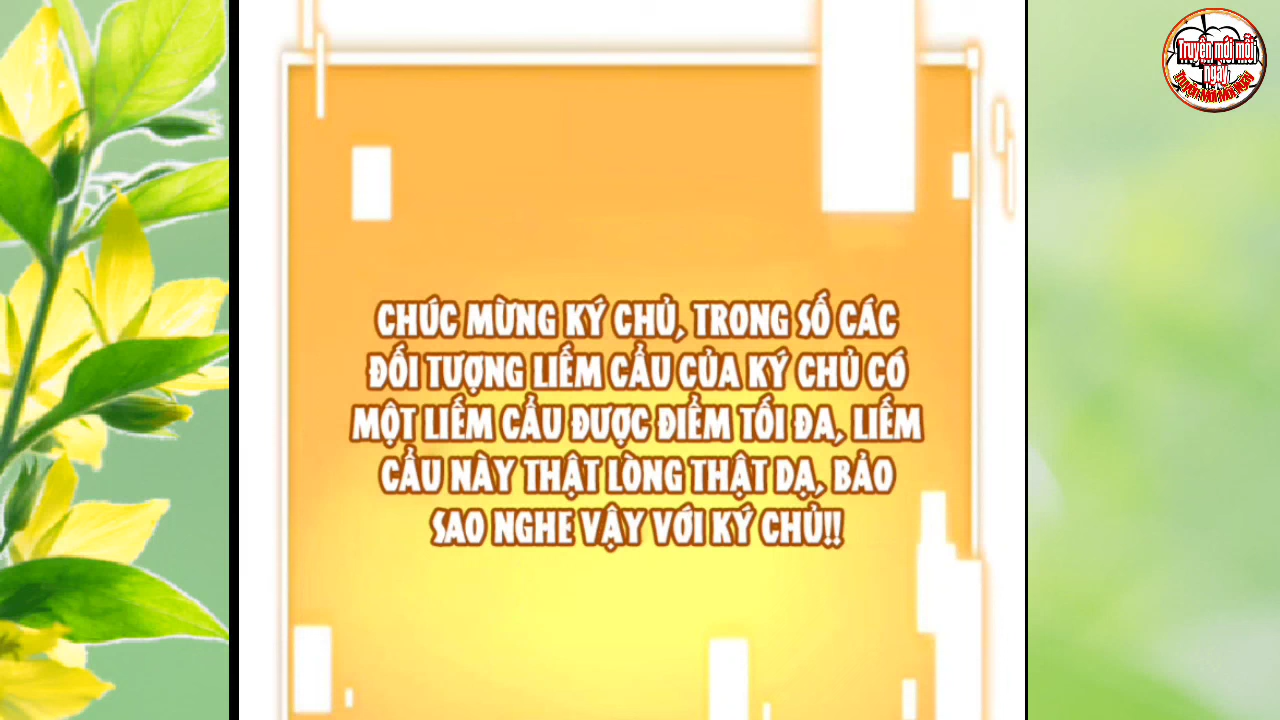 Truyện mới mỗi
ngày
CHÚC MỪNG KÝ CHỦ, TRONG SỐ CÁC
ĐỐI TƯỢNG LIẾM CẨU CỦA KÝ CHỦ CÓ
MỘT LIẾM CẨU ĐƯỢC ĐIỂM TỐI ĐA, LIẾM
CẨU NÀY THẬT LÒNG THẬT DẠ, BẢO
SAO NGHE VẬY VỚI KÝ CHỦ!!